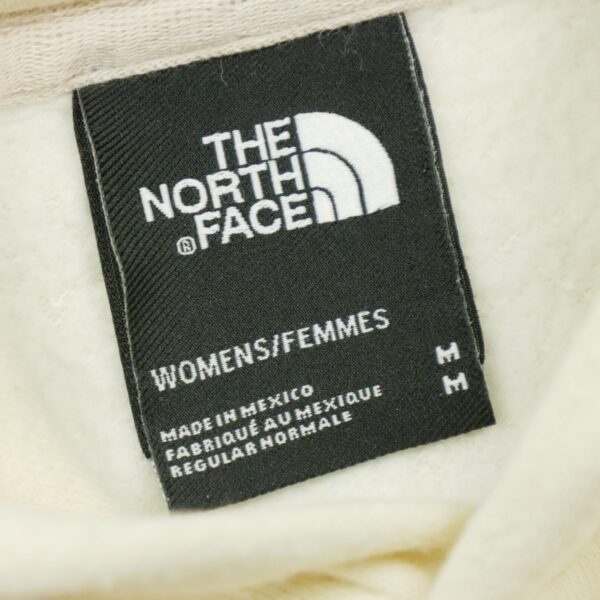 THE
NORTH
® FACE
WOMENS/FEMMES
M
M
MADE IN MEXICO
FABRIQUÉ AU MEXIQUE
REGULAR NORMALE